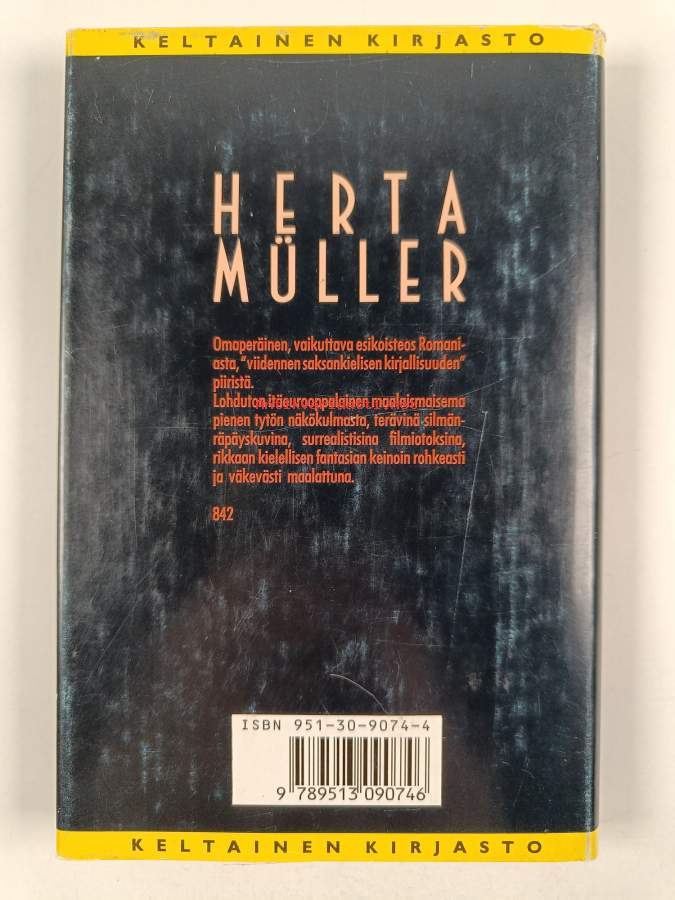 KELTAINEN KIRJASTO
HERTA
MÜLLER
Omaperäinen, vaikuttava esikoisteos Romani-
asta, "viidennen saksankielisen kirjallisuuden"
piiristä.
Lohduton itäeurooppalainen maalaismaisema
pienen tytön näkökulmasta, terävinä silmän-
räpäyskuvina, surrealistisina filmiotoksina,
rikkaan kielellisen fantasian keinoin rohkeasti
ja väkevästi maalattuna.
842
ISBN 951-30-9074-4
9 789513 090746
KELTAINEN KIRJASTO